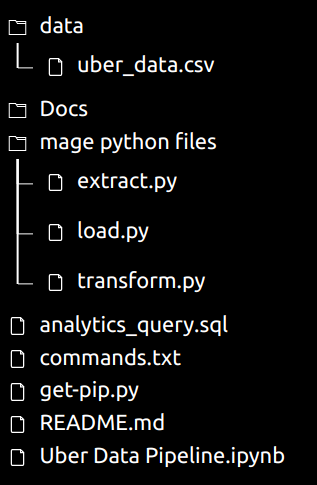 data
uber_data.csv
Docs
mage python files
extract.py
load.py
transform.py
analytics_query.sql
commands.txt
get-pip.py
README.md
Uber Data Pipeline.ipynb